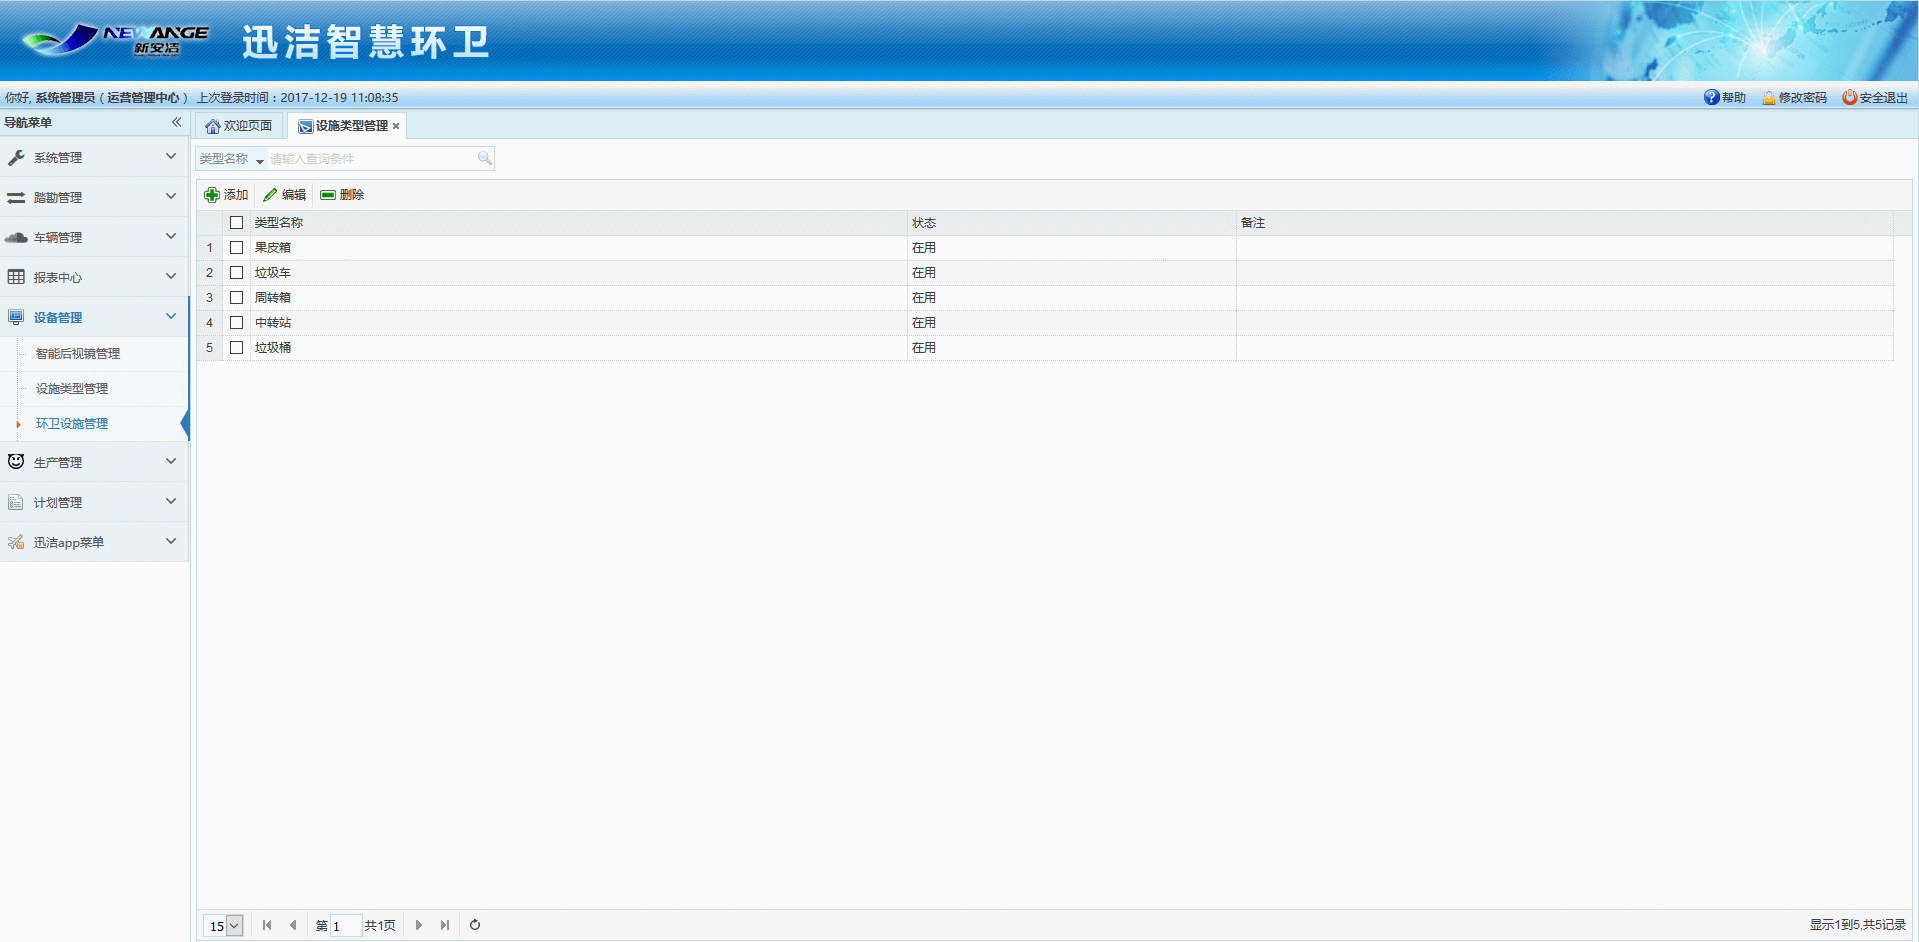 NEWANGE
新安洁
迅洁智慧环卫
你好, 系统管理员 ( 运营管理中心 ) 上次登录时间：2017-12-19 11:08:35
帮助 修改密码 安全退出
导航菜单
系统管理
踏勘管理
车辆管理
报表中心
设备管理
智能后视镜管理
设施类型管理
环卫设施管理
生产管理
计划管理
迅洁app菜单
欢迎页面 设施类型管理
类型名称 请输入查询条件
添加 编辑 删除
类型名称 状态 备注
1 果皮箱 在用
2 垃圾车 在用
3 周转箱 在用
4 中转站 在用
5 垃圾桶 在用
15 第 1 共1页
显示1到5,共5记录